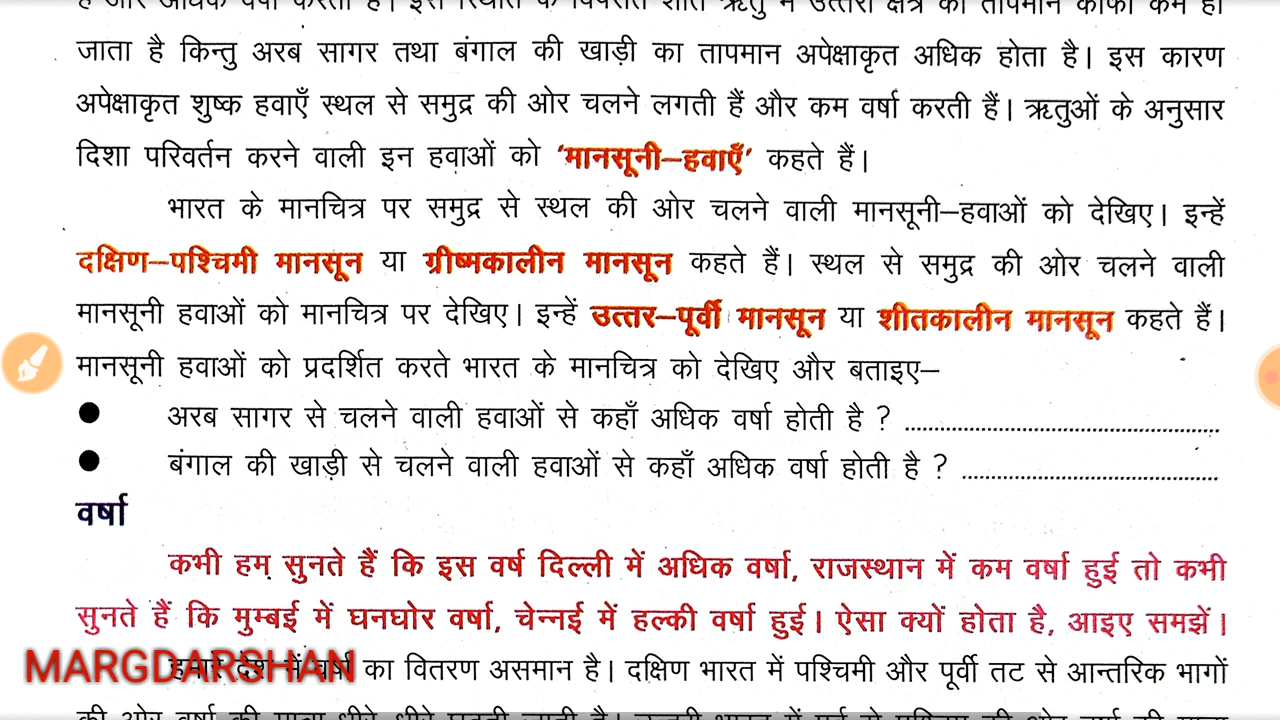 जाता है किन्तु अरब सागर तथा बंगाल की खाड़ी का तापमान अपेक्षाकृत अधिक होता है। इस कारण
अपेक्षाकृत शुष्क हवाएँ स्थल से समुद्र की ओर चलने लगती हैं और कम वर्षा करती हैं। ऋतुओं के अनुसार
दिशा परिवर्तन करने वाली इन हवाओं को ‘मानसूनी–हवाएँ’ कहते हैं।
भारत के मानचित्र पर समुद्र से स्थल की ओर चलने वाली मानसूनी–हवाओं को देखिए। इन्हें
दक्षिण–पश्चिमी मानसून या ग्रीष्मकालीन मानसून कहते हैं। स्थल से समुद्र की ओर चलने वाली
मानसूनी हवाओं को मानचित्र पर देखिए। इन्हें उत्तर–पूर्वी मानसून या शीतकालीन मानसून कहते हैं।
मानसूनी हवाओं को प्रदर्शित करते भारत के मानचित्र को देखिए और बताइए–
● अरब सागर से चलने वाली हवाओं से कहाँ अधिक वर्षा होती है ? ......................................................
● बंगाल की खाड़ी से चलने वाली हवाओं से कहाँ अधिक वर्षा होती है ? ............................................
वर्षा
कभी हम सुनते हैं कि इस वर्ष दिल्ली में अधिक वर्षा, राजस्थान में कम वर्षा हुई तो कभी
सुनते हैं कि मुम्बई में घनघोर वर्षा, चेन्नई में हल्की वर्षा हुई। ऐसा क्यों होता है, आइए समझें।
हमारे देश में वर्षा का वितरण असमान है। दक्षिण भारत में पश्चिमी और पूर्वी तट से आन्तरिक भागों
MARGDARSHAN